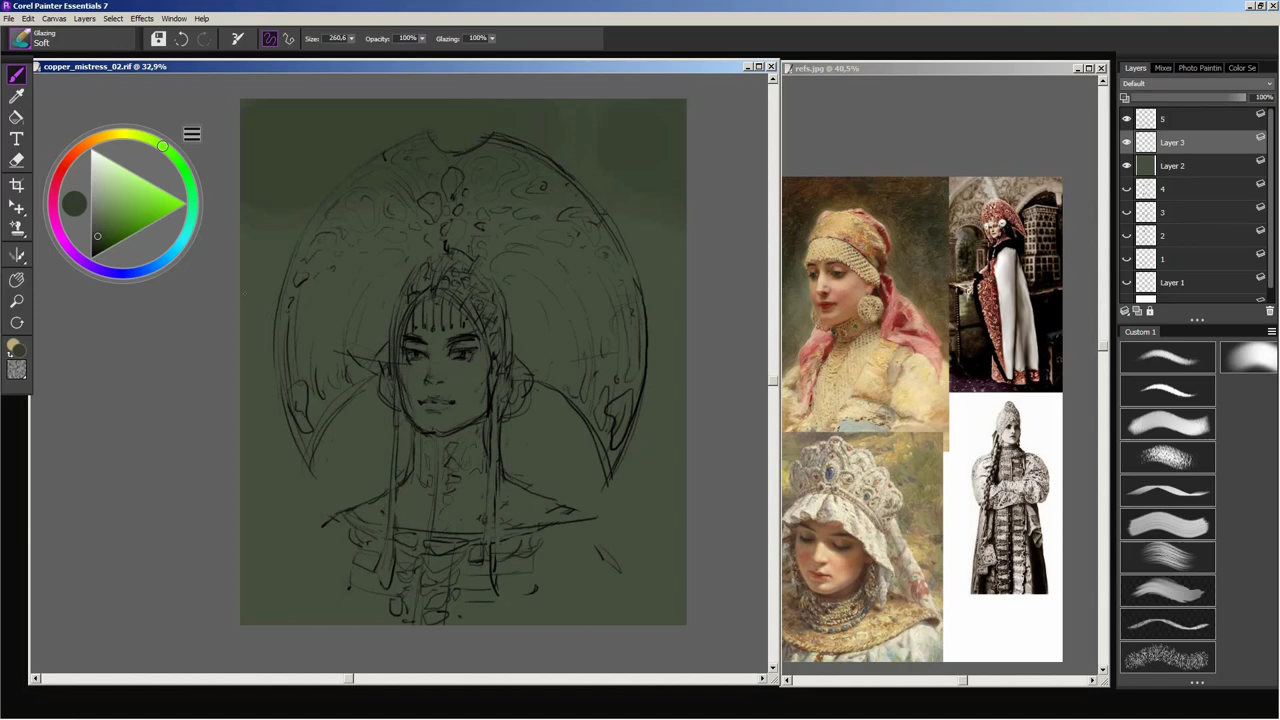 Corel Painter Essentials 7
File Edit Canvas Layers Select Effects Window Help
Glazing
Soft
Size: 260,6 Opacity: 100% Glazing: 100%
copper_mistress_02.rif @ 32,9%
refs.jpg @ 40,5%
Layers Mixer Photo Paintin Color Se
Default
100%
5
Layer 3
Layer 2
4
3
2
1
Layer 1
Custom 1